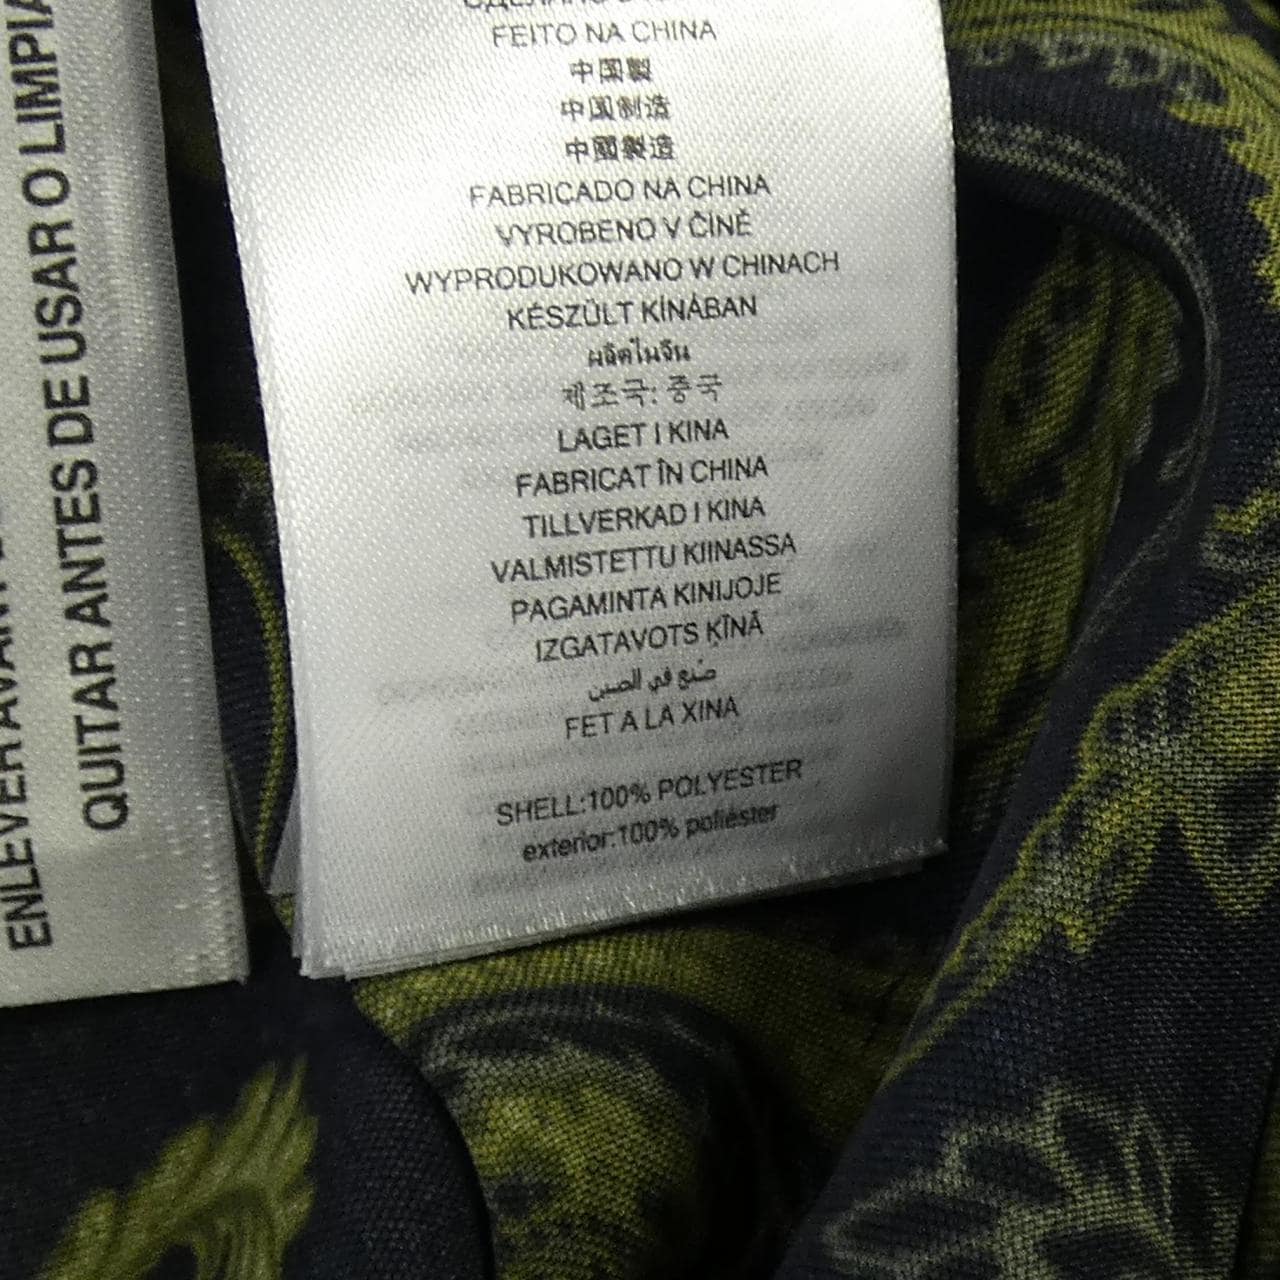 FEITO NA CHINA
中国製
中国制造
中國製造
FABRICADO NA CHINA
VYROBENO V ČÍNĚ
WYPRODUKOWANO W CHINACH
KÉSZÜLT KÍNÁBAN
ผลิตในจีน
제조국: 중국
LAGET I KINA
FABRICAT ÎN CHINA
TILLVERKAD I KINA
VALMISTETTU KIINASSA
PAGAMINTA KINIJOJE
IZGATAVOTS ĶĪNĀ
صُنع في الصين
FET A LA XINA
SHELL:100% POLYESTER
exterior:100% poliéster
ENLEVER AVANT
QUITAR ANTES DE USAR O LIMPIA